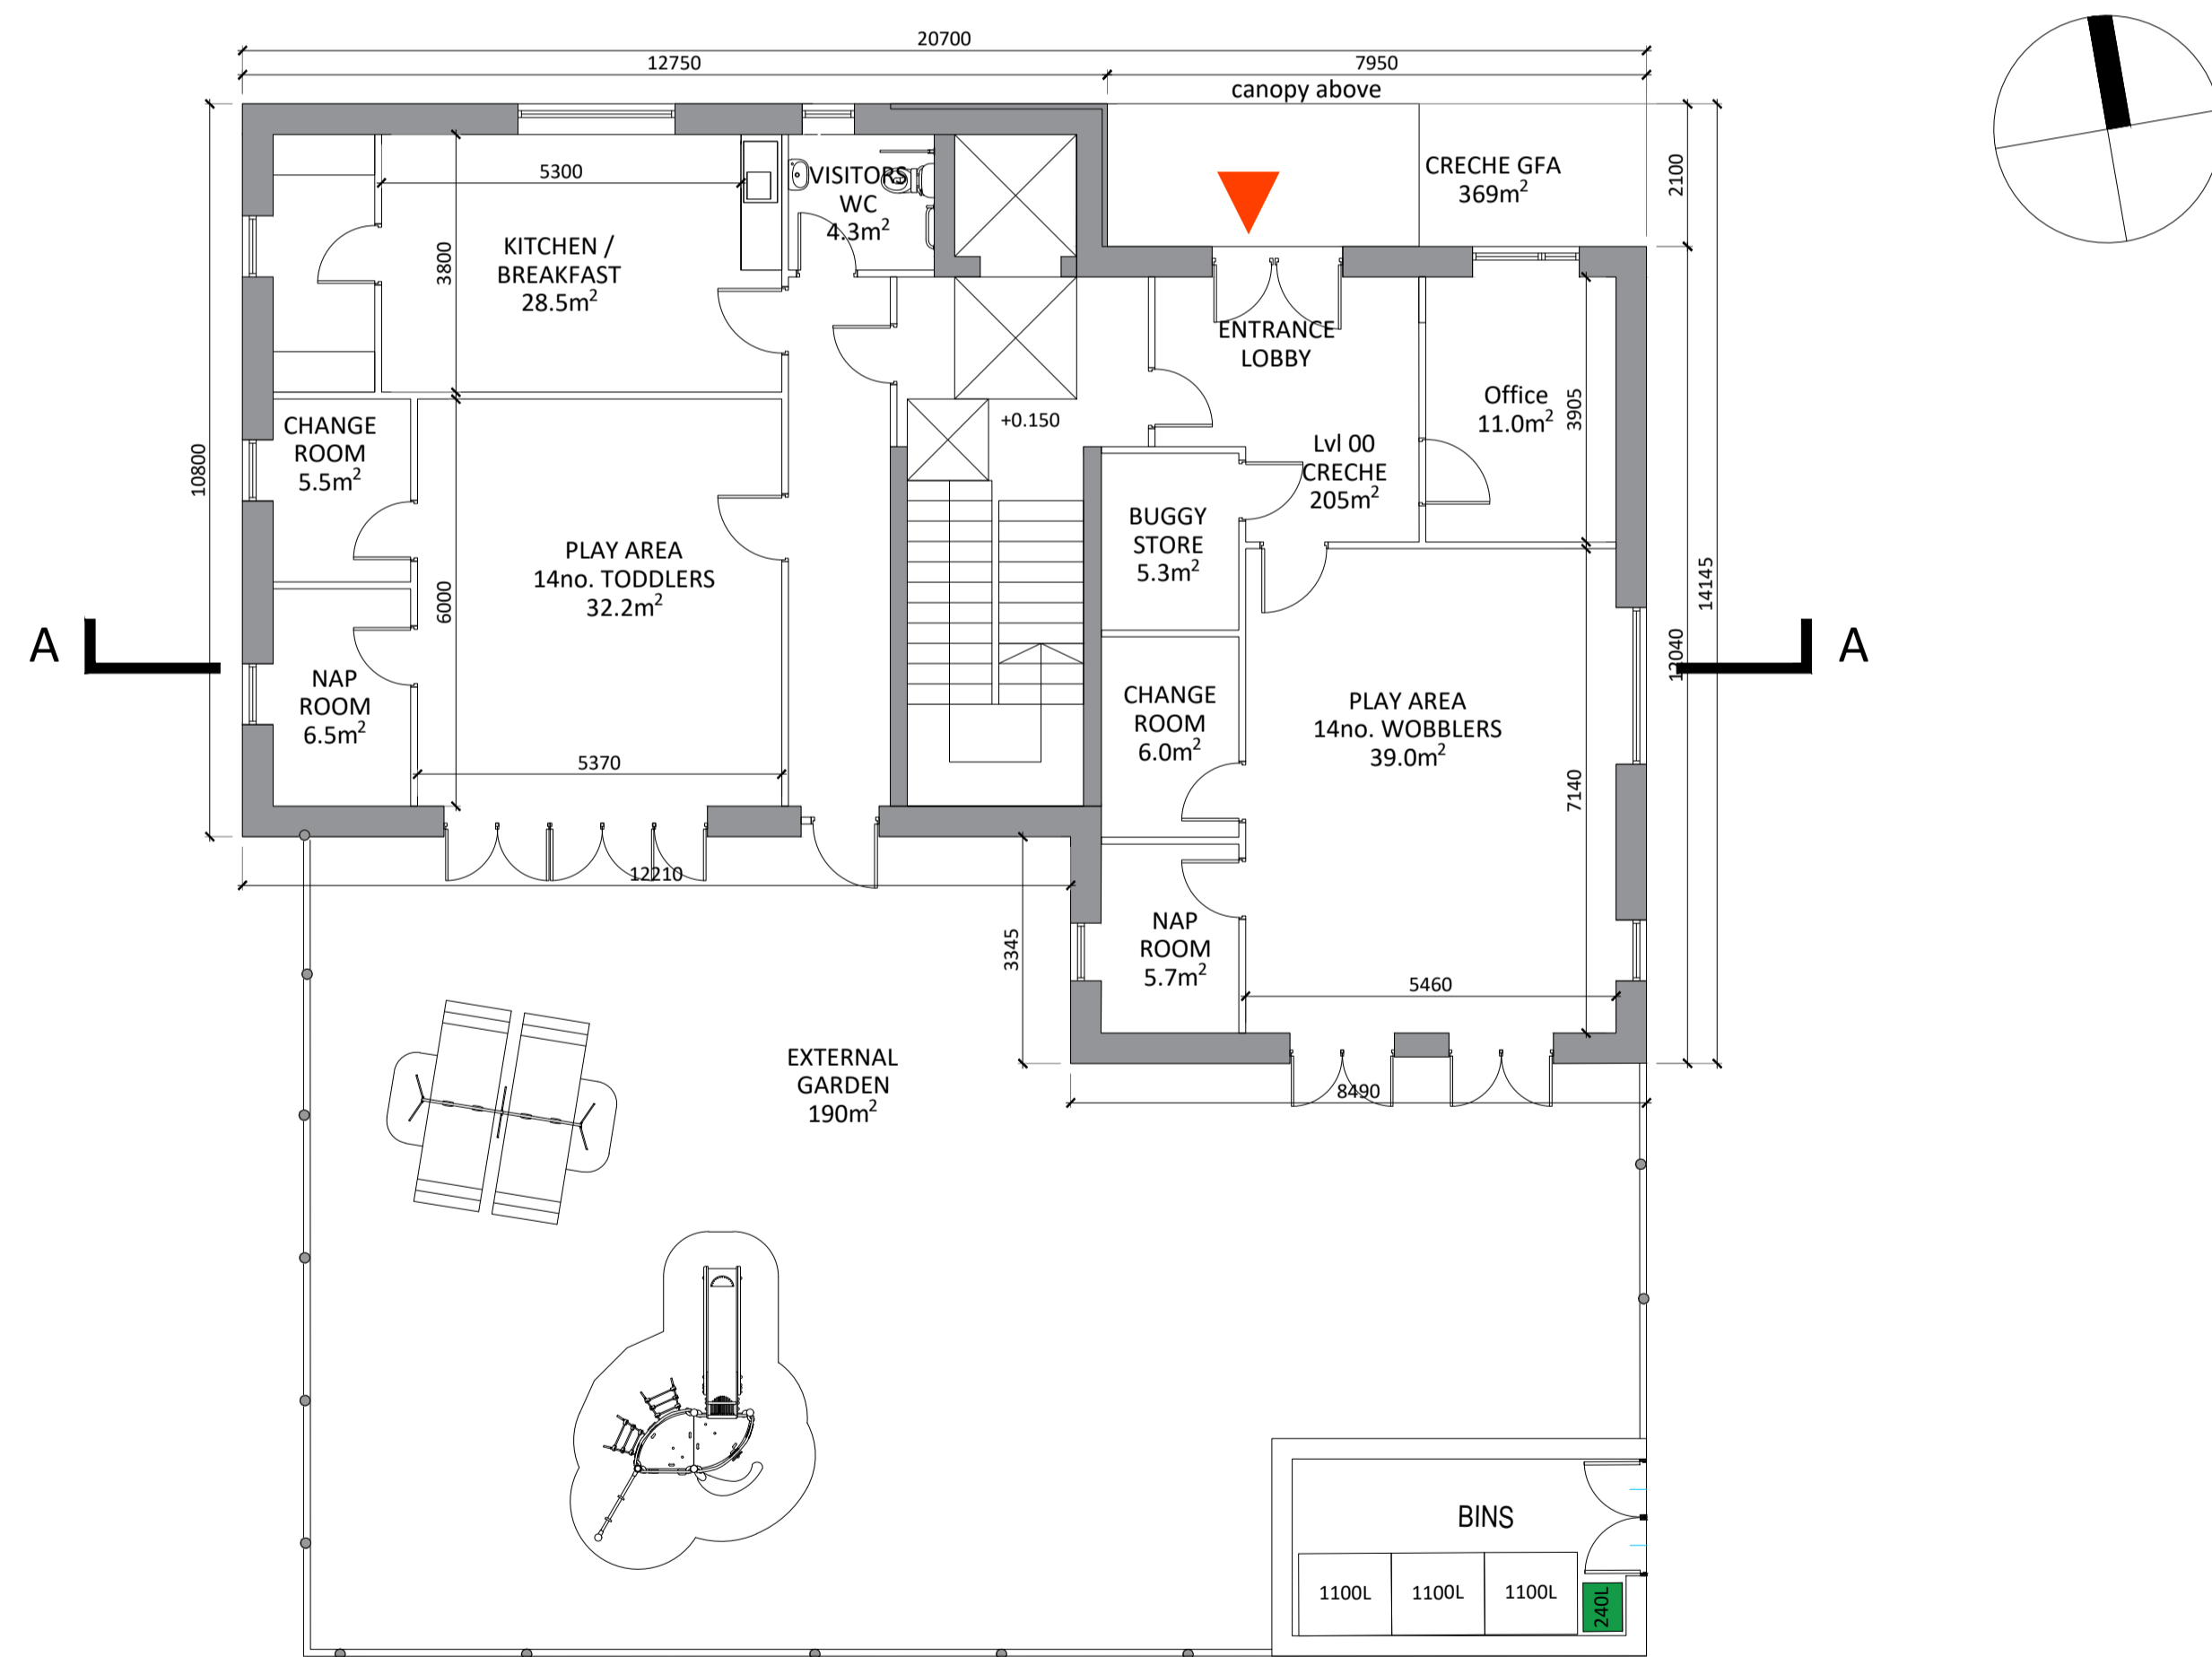 20700
12750
7950
canopy above
CRECHE GFA
369m²
2100
5300
VISITORS
WC
4.3m²
KITCHEN /
BREAKFAST
28.5m²
3800
ENTRANCE
LOBBY
Office
11.0m²
3905
+0.150
CHANGE
ROOM
5.5m²
10800
Lvl 00
CRECHE
205m²
BUGGY
STORE
5.3m²
PLAY AREA
14no. TODDLERS
32.2m²
6000
14145
12040
A
A
NAP
ROOM
6.5m²
CHANGE
ROOM
6.0m²
PLAY AREA
14no. WOBBLERS
39.0m²
7140
5370
12210
3345
NAP
ROOM
5.7m²
5460
EXTERNAL
GARDEN
190m²
8490
BINS
1100L
1100L
1100L
240L